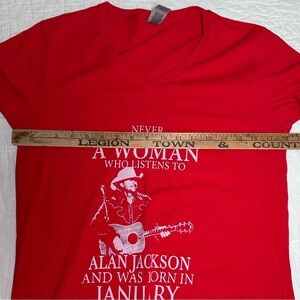 NEVER
LEGION TOWN & COUNT
A WOMAN
WHO LISTENS TO
ALAN JACKSON
AND WAS BORN IN